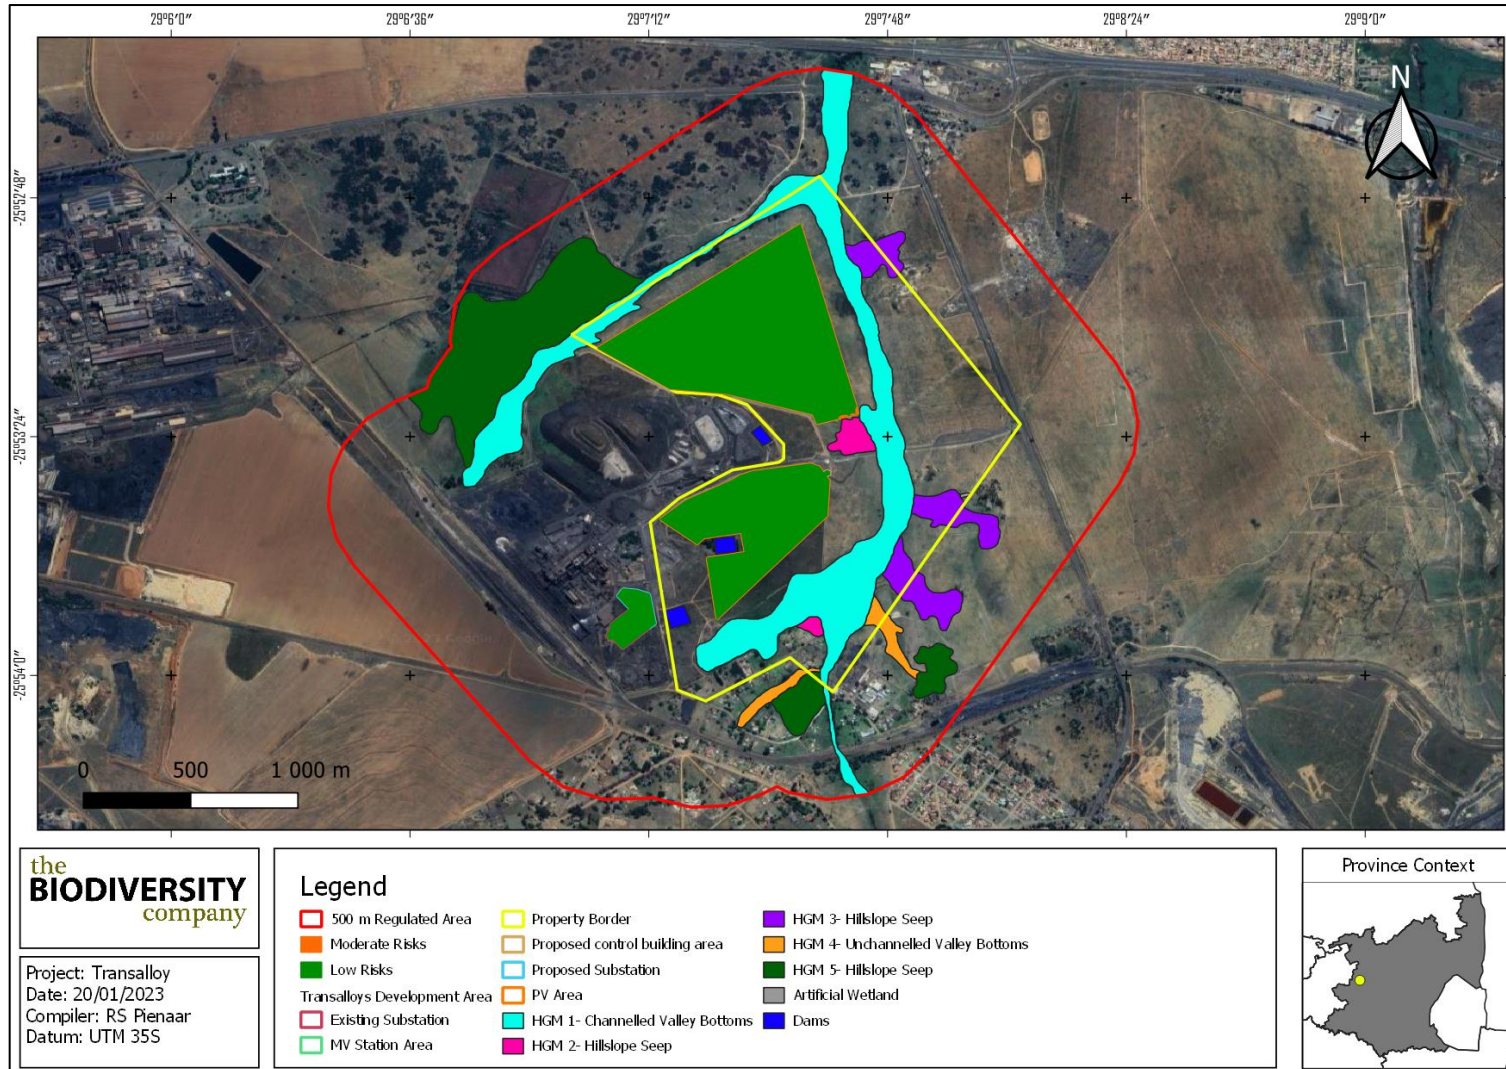 29°6'0" 29°6'36" 29°7'12" 29°7'48" 29°8'24" 29°9'0"
N
-25°52'48"
-25°53'24"
-25°54'0"
0 500 1 000 m
the
BIODIVERSITY
company
Project: Transalloy
Date: 20/01/2023
Compiler: RS Pienaar
Datum: UTM 35S
Legend
500 m Regulated Area
Moderate Risks
Low Risks
Transalloys Development Area
Existing Substation
MV Station Area
Property Border
Proposed control building area
Proposed Substation
PV Area
HGM 1- Channelled Valley Bottoms
HGM 2- Hillslope Seep
HGM 3- Hillslope Seep
HGM 4- Unchannelled Valley Bottoms
HGM 5- Hillslope Seep
Artificial Wetland
Dams
Province Context